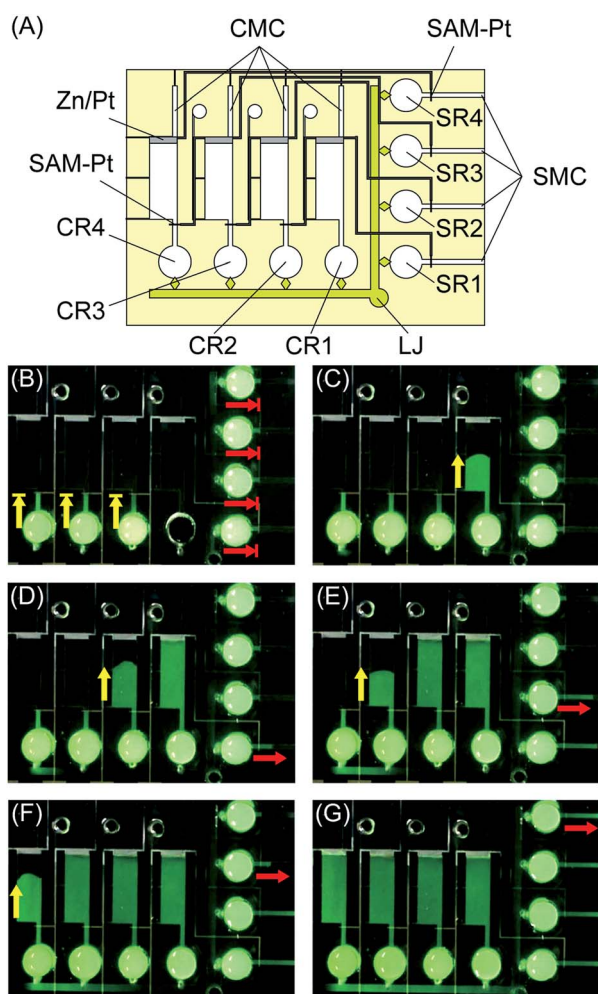 (A)
CMC
SAM-Pt
Zn/Pt
SR4
SAM-Pt
SR3
SMC
SR2
CR4
SR1
CR3
CR2
CR1
LJ
(B)
(C)
(D)
(E)
(F)
(G)